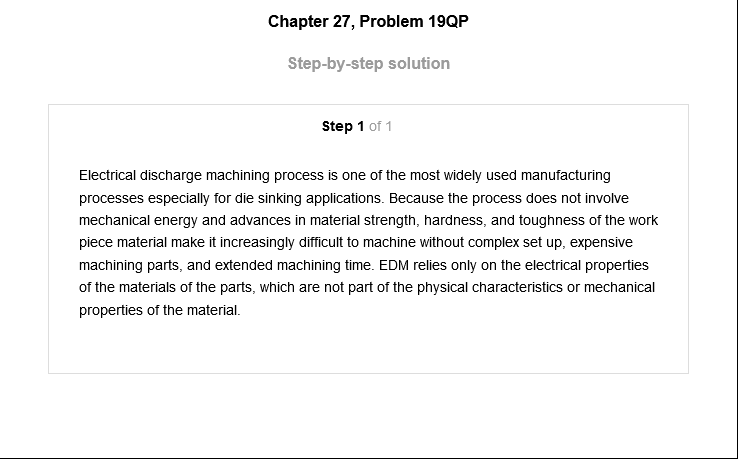 Chapter 27, Problem 19QP
Step-by-step solution
Step 1 of 1
Electrical discharge machining process is one of the most widely used manufacturing
processes especially for die sinking applications. Because the process does not involve
mechanical energy and advances in material strength, hardness, and toughness of the work
piece material make it increasingly difficult to machine without complex set up, expensive
machining parts, and extended machining time. EDM relies only on the electrical properties
of the materials of the parts, which are not part of the physical characteristics or mechanical
properties of the material.